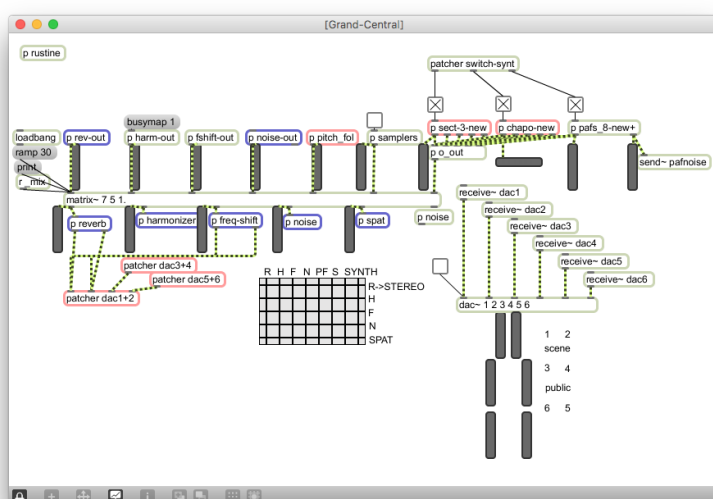 [Grand-Central]
p rustine
patcher switch-synt
busymap 1
loadbang
p rev-out
p harm-out
p fshift-out
p noise-out
p pitch_fol
p samplers
p sect-3-new
p chapo-new
p pafs_8-new+
ramp 30
print
r _mix
p o_out
send~ pafnoise
matrix~ 7 5 1.
receive~ dac1
receive~ dac2
receive~ dac3
receive~ dac4
receive~ dac5
receive~ dac6
p reverb
p harmonizer
p freq-shift
p noise
p spat
p noise
patcher dac3+4
patcher dac5+6
patcher dac1+2
R H F N PF S SYNTH
R->STEREO
H
F
N
SPAT
dac~ 1 2 3 4 5 6
1 2
scene
3 4
public
6 5